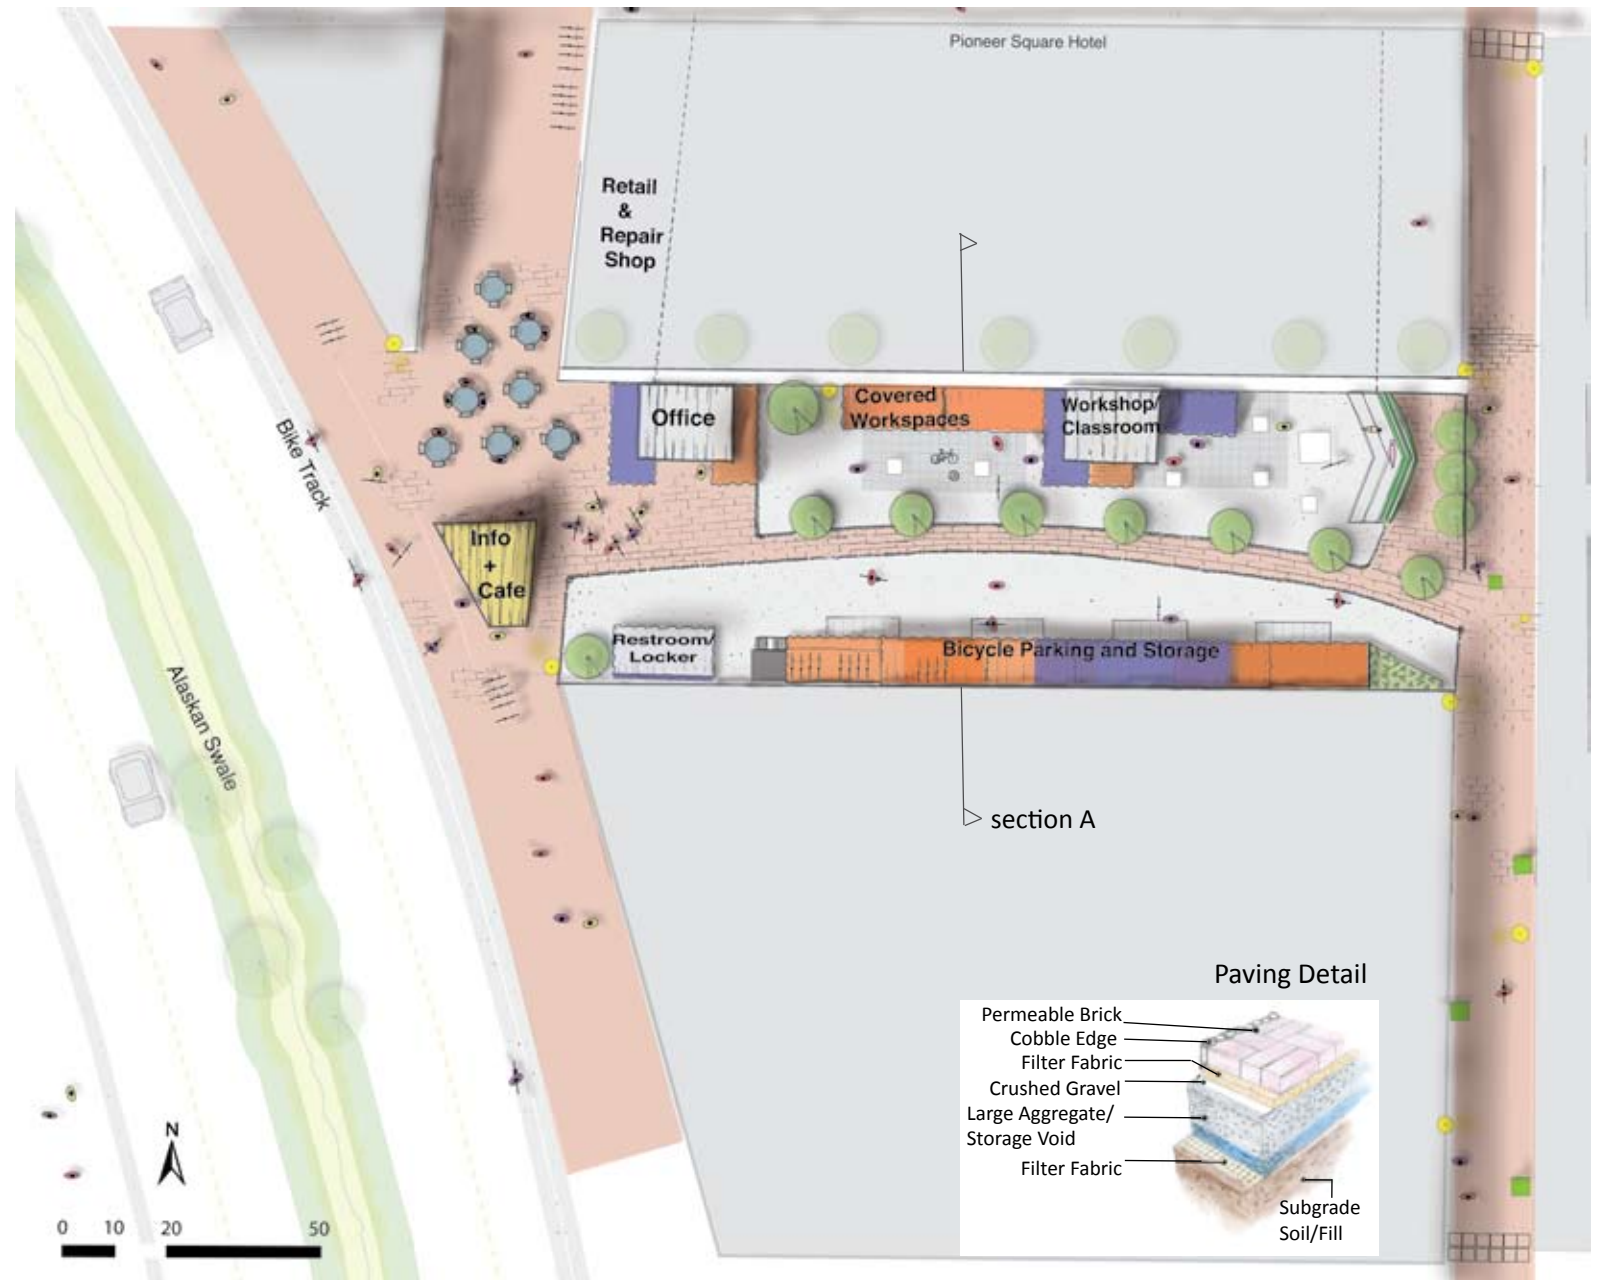 Pioneer Square Hotel
Retail
&
Repair
Shop
Office
Covered
Workspaces
Workshop/
Classroom
Bike Track
Info
+
Cafe
Restroom/
Locker
Bicycle Parking and Storage
Alaskan Swale
section A
Paving Detail
Permeable Brick
Cobble Edge
Filter Fabric
Crushed Gravel
Large Aggregate/
Storage Void
Filter Fabric
Subgrade
Soil/Fill
N
0 10 20 50